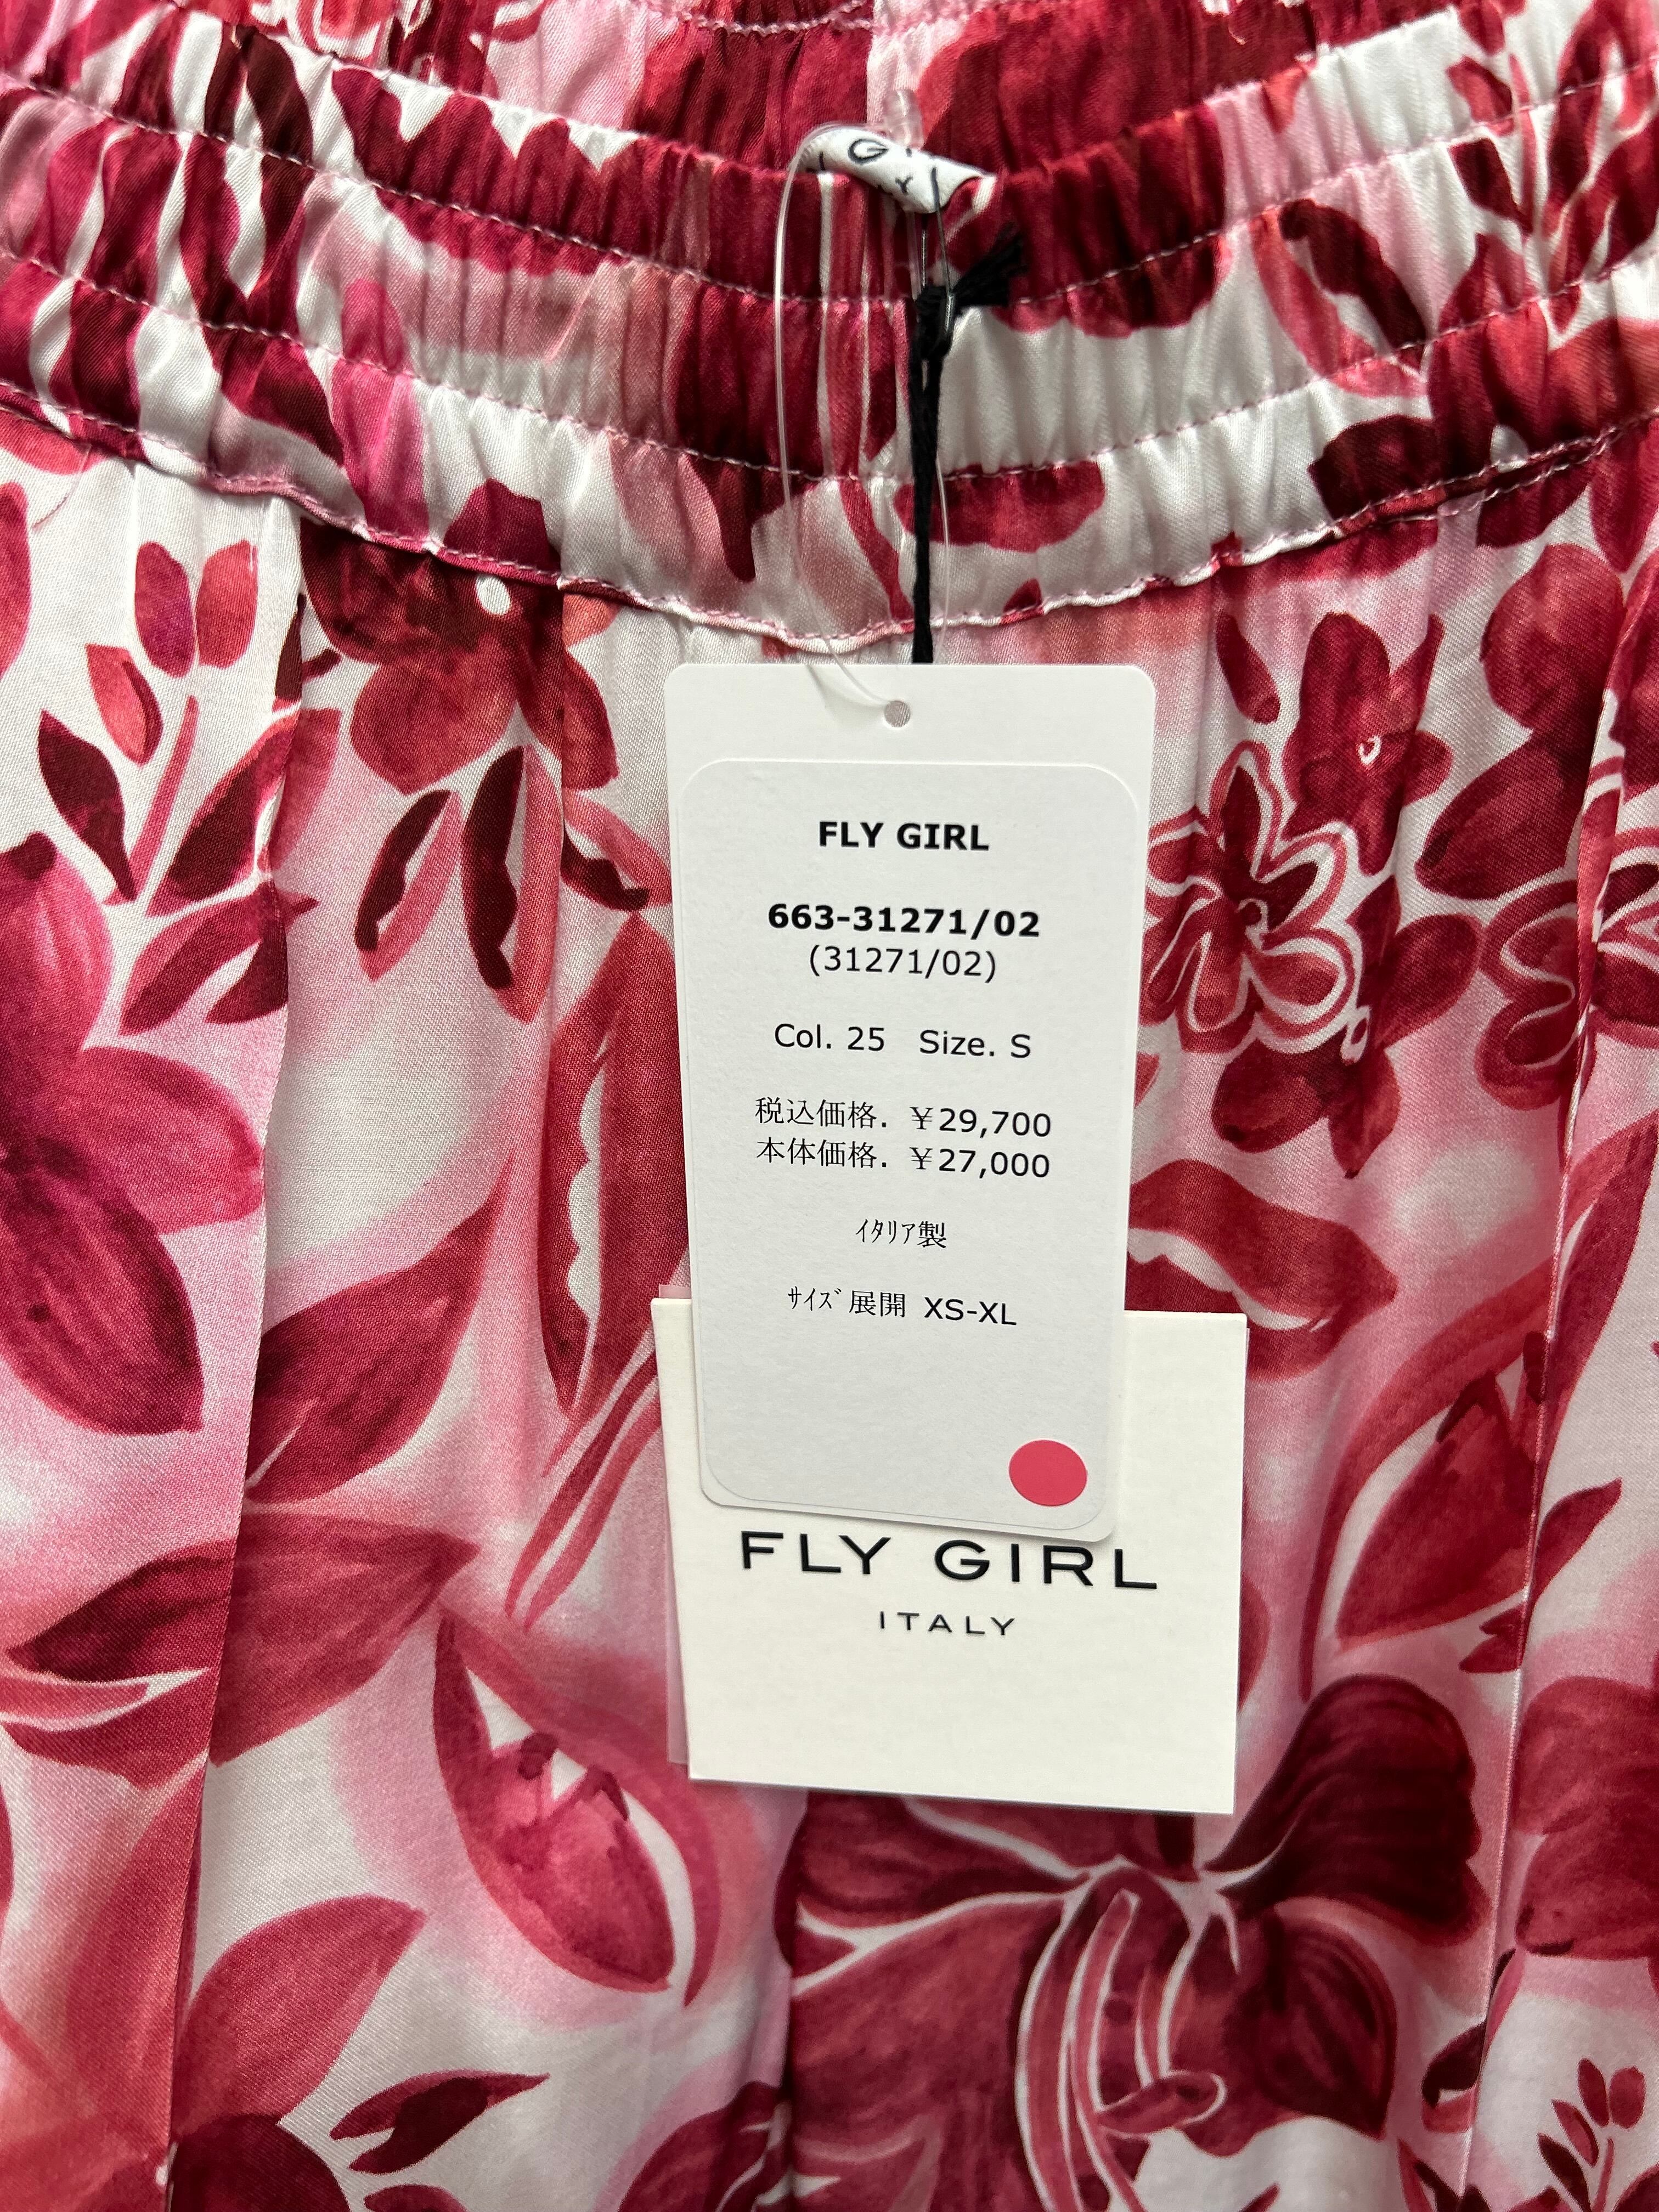 FLY GIRL
663-31271/02
(31271/02)
Col. 25 Size. S
税込価格. ￥29,700
本体価格. ￥27,000
ｲﾀﾘｱ製
ｻｲｽﾞ展開 XS-XL
FLY GIRL
ITALY